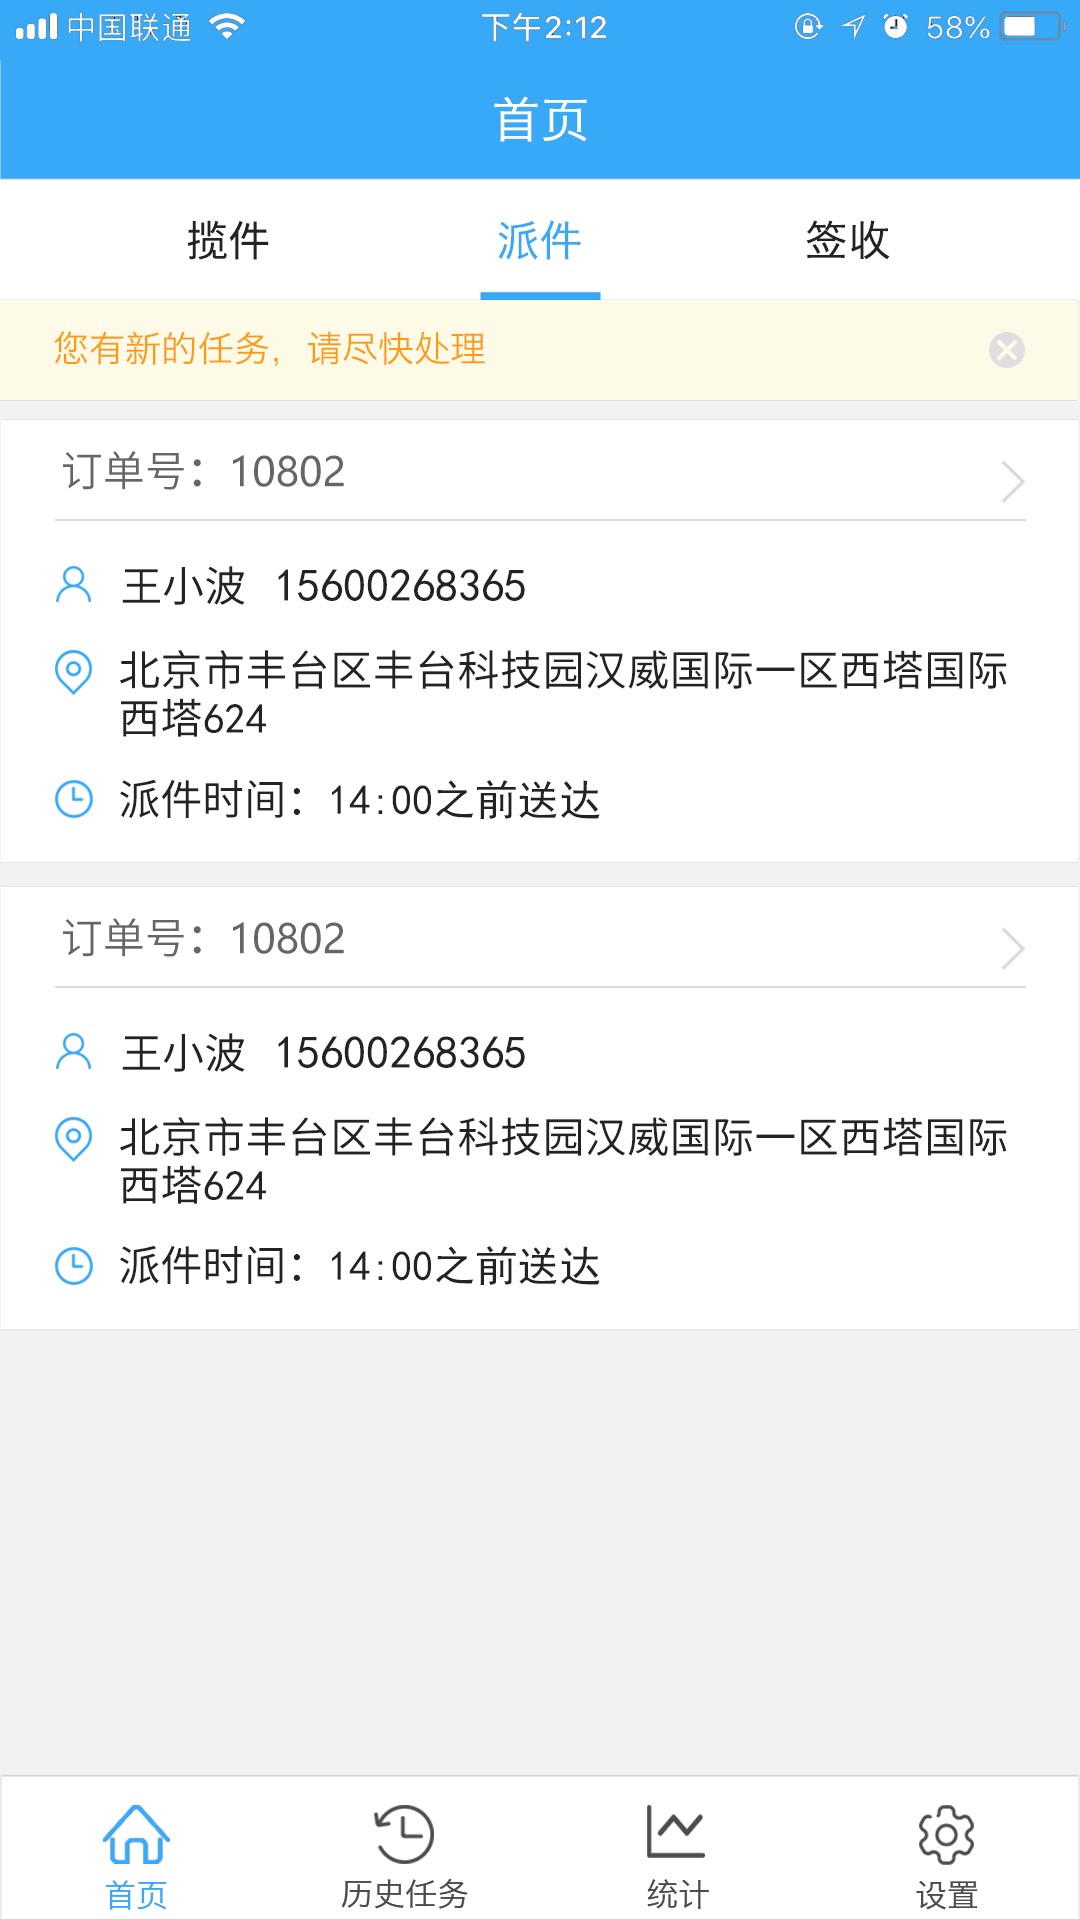 中国联通
下午2:12
58%
首页
揽件
派件
签收
您有新的任务，请尽快处理
订单号：10802
王小波 15600268365
北京市丰台区丰台科技园汉威国际一区西塔国际
西塔624
派件时间：14:00之前送达
订单号：10802
王小波 15600268365
北京市丰台区丰台科技园汉威国际一区西塔国际
西塔624
派件时间：14:00之前送达
首页
历史任务
统计
设置